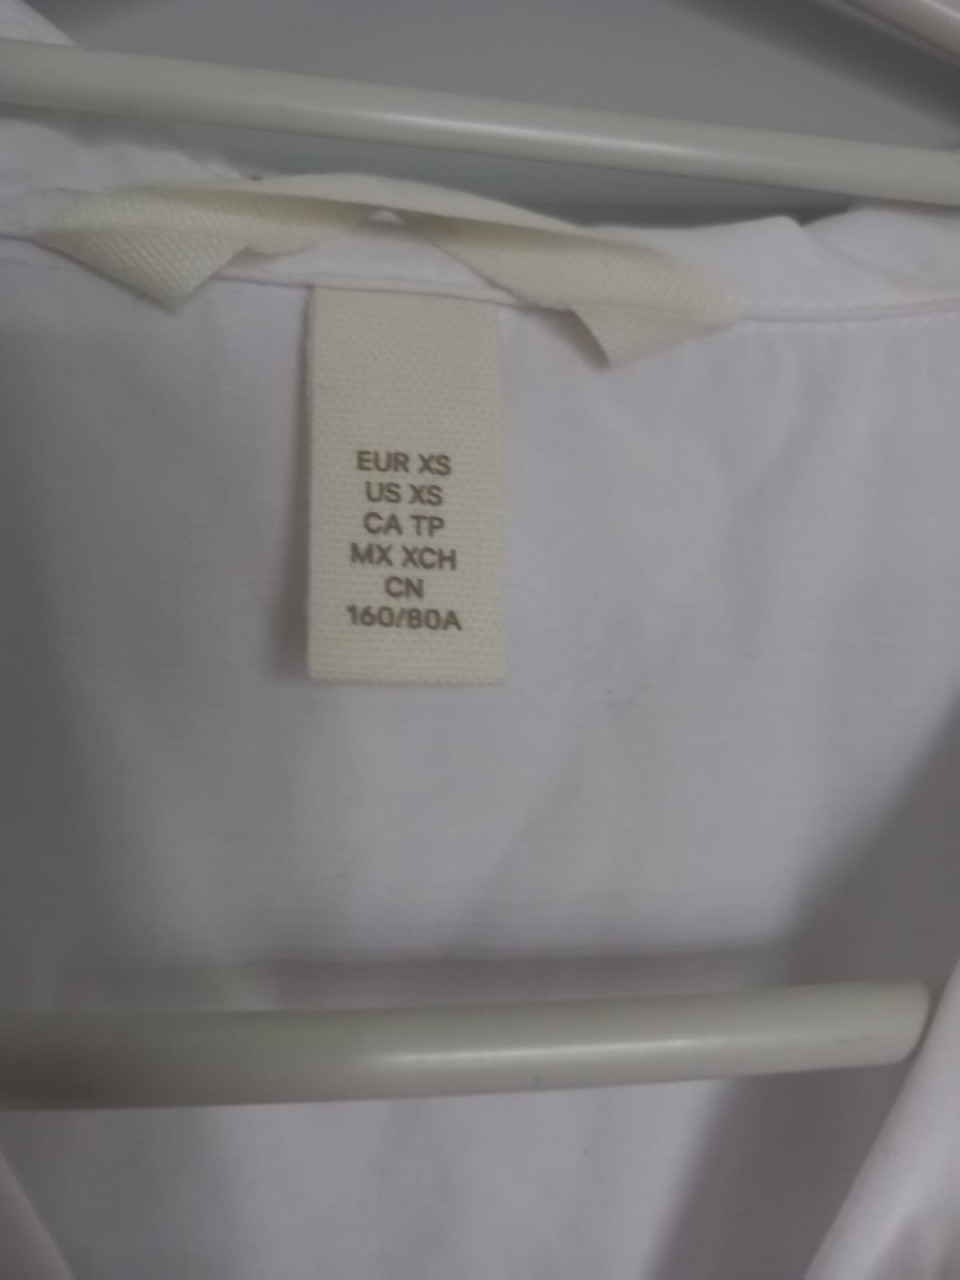 EUR XS
US XS
CA TP
MX XCH
CN
160/80A